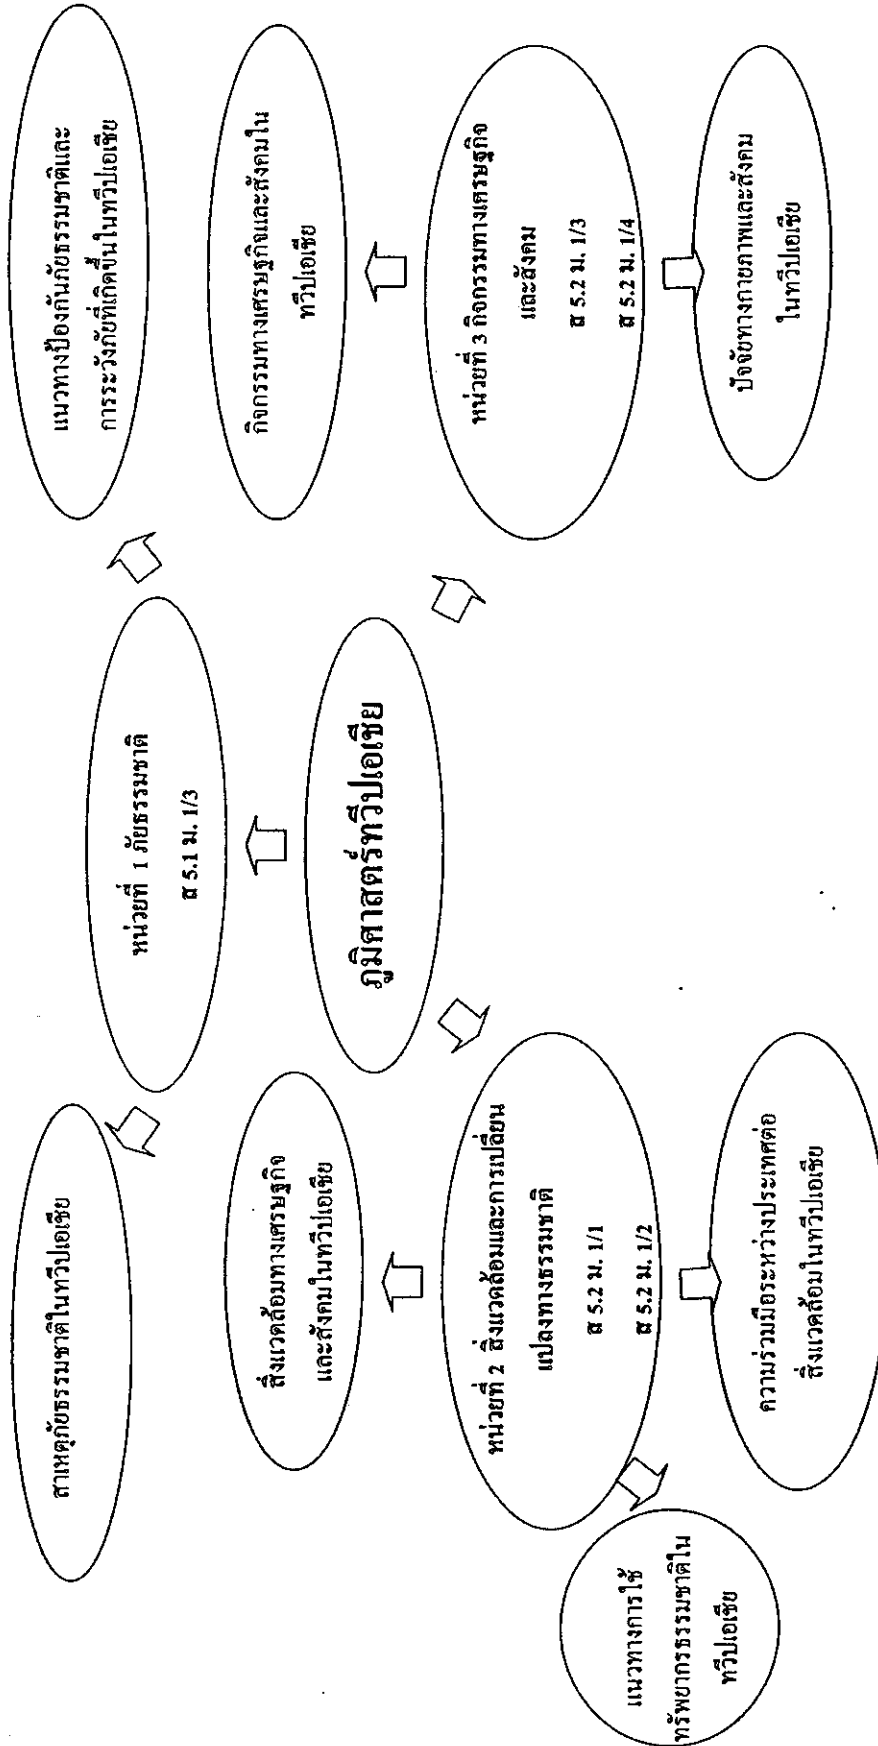 สาเหตุภัยธรรมชาติในทวีปเอเชีย
หน่วยที่ 1 ภัยธรรมชาติ
ส 5.1 ม. 1/3
แนวทางป้องกันภัยธรรมชาติและ
การระวังภัยที่เกิดขึ้นในทวีปเอเชีย
สิ่งแวดล้อมทางเศรษฐกิจ
และสังคมในทวีปเอเชีย
ภูมิศาสตร์ทวีปเอเชีย
กิจกรรมทางเศรษฐกิจและสังคมใน
ทวีปเอเชีย
หน่วยที่ 2 สิ่งแวดล้อมและการเปลี่ยน
แปลงทางธรรมชาติ
ส 5.2 ม. 1/1
ส 5.2 ม. 1/2
หน่วยที่ 3 กิจกรรมทางเศรษฐกิจ
และสังคม
ส 5.2 ม. 1/3
ส 5.2 ม. 1/4
แนวทางการใช้
ทรัพยากรธรรมชาติใน
ทวีปเอเชีย
ความร่วมมือระหว่างประเทศต่อ
สิ่งแวดล้อมในทวีปเอเชีย
ปัจจัยทางกายภาพและสังคม
ในทวีปเอเชีย